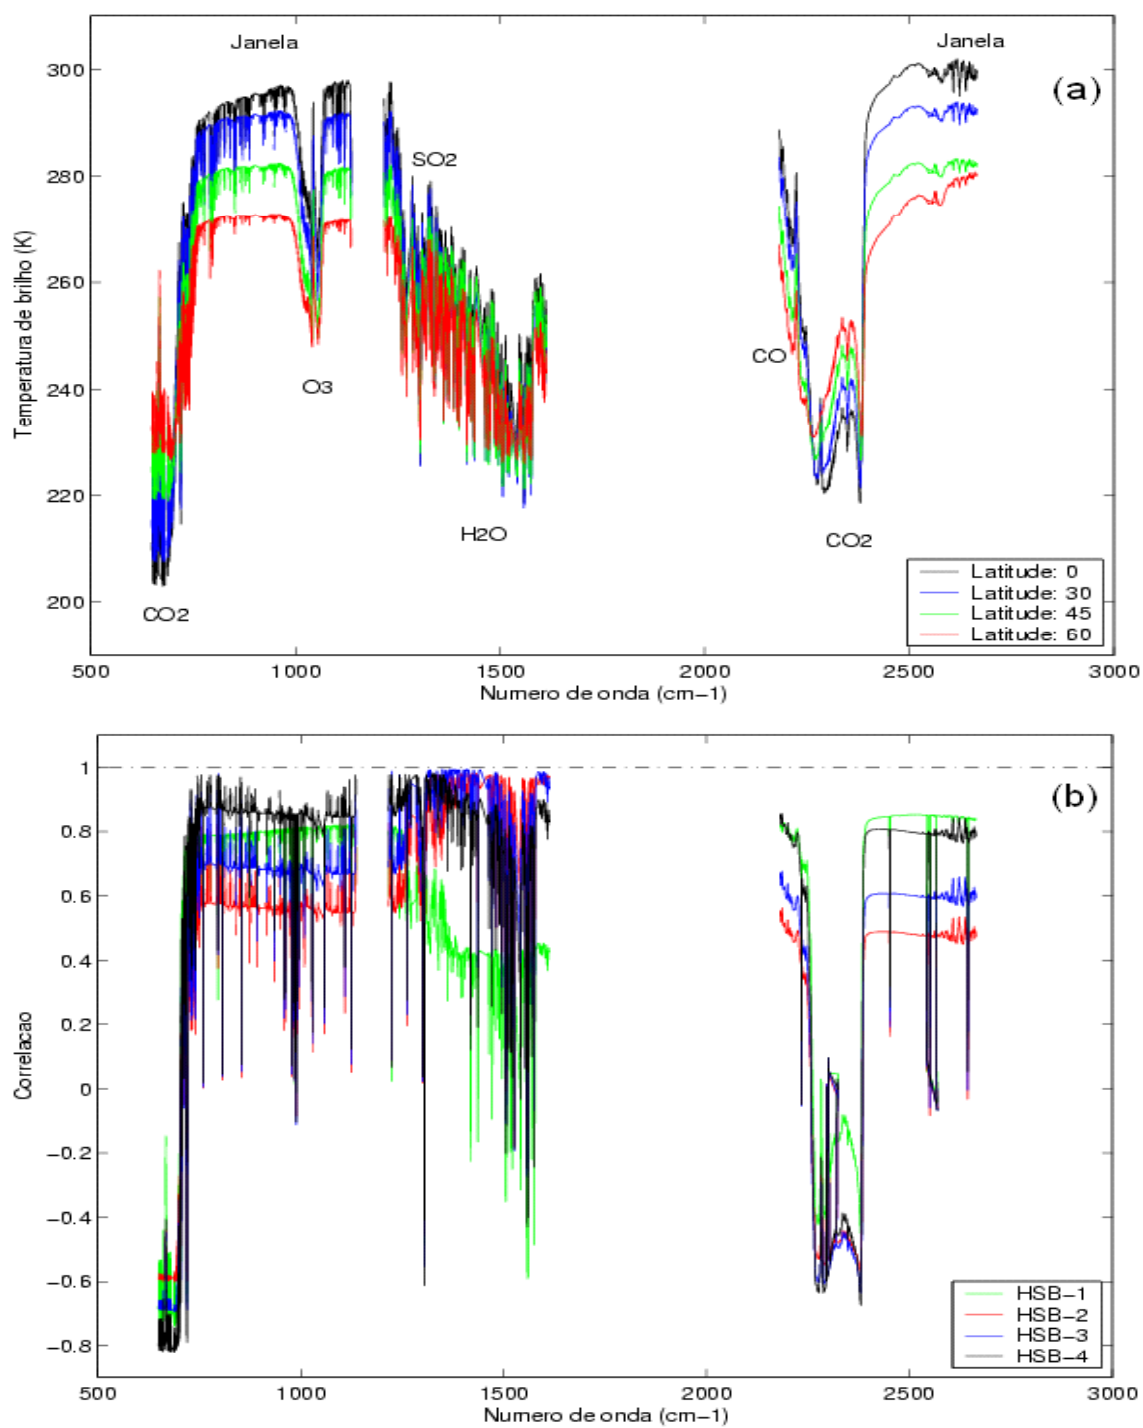 Janela
Janela
(a)
300
280
260
240
220
200
Temperatura de brilho (K)
SO2
O3
CO
H2O
CO2
CO2
Latitude: 0
Latitude: 30
Latitude: 45
Latitude: 60
500
1000
1500
2000
2500
3000
Numero de onda (cm−1)
(b)
1
0.8
0.6
0.4
0.2
0
−0.2
−0.4
−0.6
−0.8
Correlacao
HSB−1
HSB−2
HSB−3
HSB−4
500
1000
1500
2000
2500
3000
Numero de onda (cm−1)